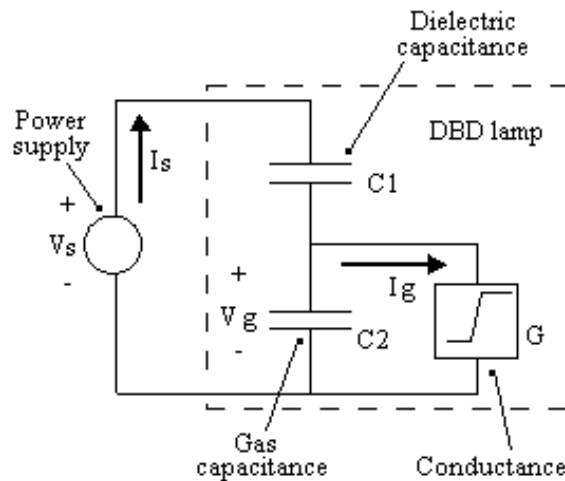 Dielectric
capacitance
Power
supply
DBD lamp
Is
C1
+
Vs
-
+
Vg
-
Ig
C2
G
Gas
capacitance
Conductance